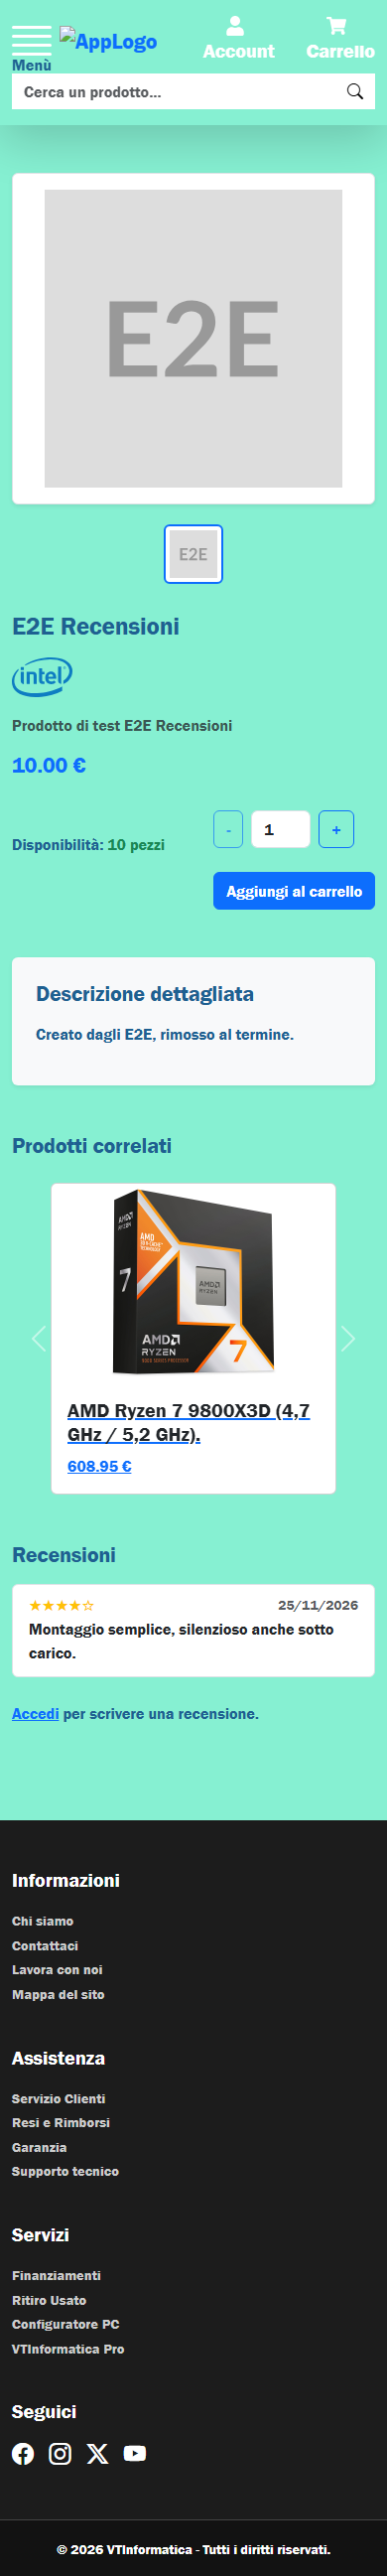 AppLogo
Account
Carrello
Menù
Cerca un prodotto...
E2E
E2E
E2E Recensioni
intel
Prodotto di test E2E Recensioni
10.00 €
Disponibilità: 10 pezzi
- 1 +
Aggiungi al carrello
Descrizione dettagliata
Creato dagli E2E, rimosso al termine.
Prodotti correlati
AMD
7
AMD
RYZEN
AMD
RYZEN
7
AMD Ryzen 7 9800X3D (4,7
GHz / 5,2 GHz).
608.95 €
Recensioni
★★★★☆ 25/11/2026
Montaggio semplice, silenzioso anche sotto
carico.
Accedi per scrivere una recensione.
Informazioni
Chi siamo
Contattaci
Lavora con noi
Mappa del sito
Assistenza
Servizio Clienti
Resi e Rimborsi
Garanzia
Supporto tecnico
Servizi
Finanziamenti
Ritiro Usato
Configuratore PC
VTInformatica Pro
Seguici
© 2026 VTInformatica - Tutti i diritti riservati.